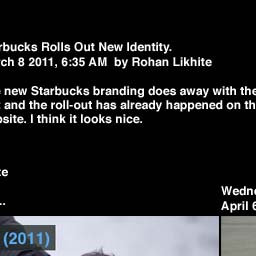 rbucks Rolls Out New Identity.
ch 8 2011, 6:35 AM by Rohan Likhite
new Starbucks branding does away with the
and the roll-out has already happened on th
site. I think it looks nice.
te
..
Wedne
April 6
(2011)